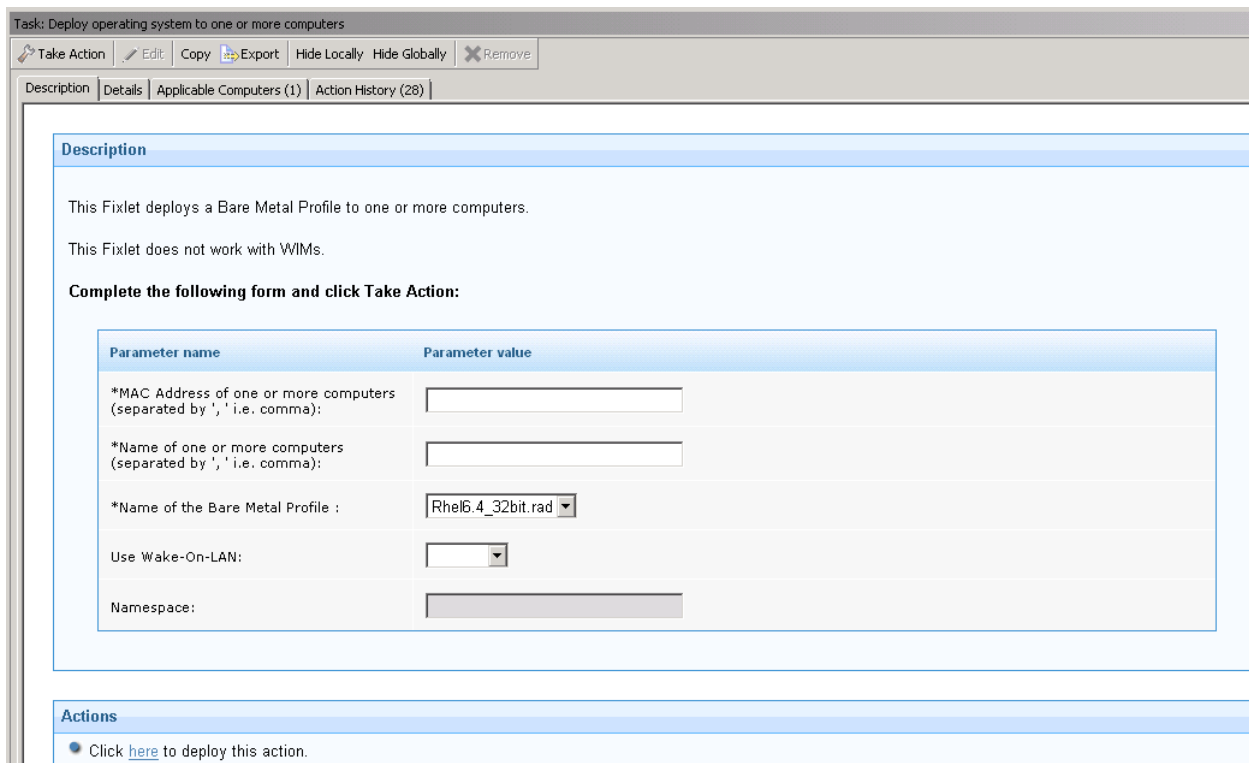 Task: Deploy operating system to one or more computers
Take Action Edit Copy Export Hide Locally Hide Globally Remove
Description Details Applicable Computers (1) Action History (28)
Description
This Fixlet deploys a Bare Metal Profile to one or more computers.
This Fixlet does not work with WIMs.
Complete the following form and click Take Action:
Parameter name Parameter value
*MAC Address of one or more computers
(separated by ', ' i.e. comma):
*Name of one or more computers
(separated by ', ' i.e. comma):
*Name of the Bare Metal Profile : Rhel6.4_32bit.rad
Use Wake-On-LAN:
Namespace:
Actions
Click here to deploy this action.